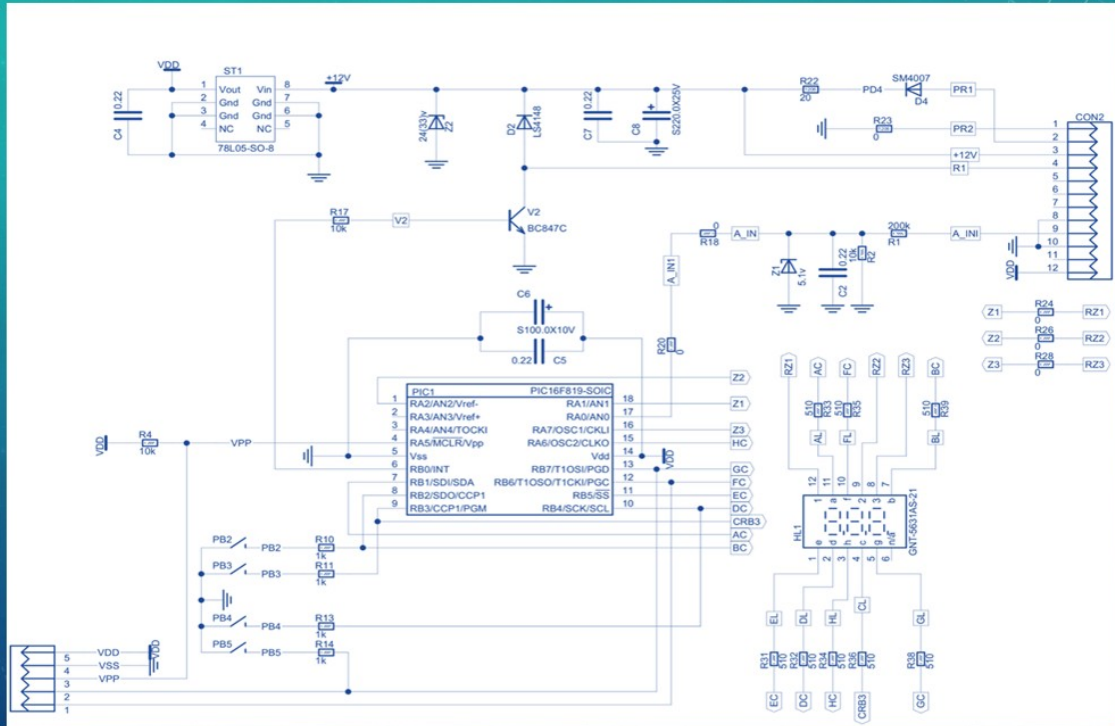 VDD
ST1
+12V
1 Vout Vin 8
2 Gnd Gnd 7
3 Gnd Gnd 6
4 NC NC 5
78L05-SO-8
C4 0.22
24(33)v Z2
D2 LS4148
C7 0.22
C8 S220.0X25V
R22 20
PD4
SM4007
D4
PR1
R23 0
PR2
+12V
R1
CON2
1
2
3
4
5
6
7
8
9
10
11
12
VDD
R17 10k
V2
V2
BC847C
R18 0
A_IN
200k
R1
A_INI
Z1 5.1v
C2 0.22
10k R2
A_IN1
R20 0
Z1 R24 0 RZ1
Z2 R26 0 RZ2
Z3 R28 0 RZ3
C6
S100.0X10V
0.22 C5
PIC1 PIC16F819-SOIC
1 RA2/AN2/Vref- RA1/AN1 18
2 RA3/AN3/Vref+ RA0/AN0 17
3 RA4/AN4/TOCKI RA7/OSC1/CKLI 16
4 RA5/MCLR/Vpp RA6/OSC2/CLKO 15
5 Vss Vdd 14
6 RB0/INT RB7/T1OSI/PGD 13
7 RB1/SDI/SDA RB6/T1OSO/T1CKI/PGC 12
8 RB2/SDO/CCP1 RB5/SS 11
9 RB3/CCP1/PGM RB4/SCK/SCL 10
VDD
Z2
Z1
Z3
HC
GC
FC
EC
DC
CRB3
AC
BC
VDD
R4 10k
VPP
PB2 PB2 R10 1k
PB3 PB3 R11 1k
PB4 PB4 R13 1k
PB5 PB5 R14 1k
5 VDD VDD
4 VSS
3 VPP
2
1
RZ1 AC FC RZ2 RZ3 BC
510 R33
510 R35
510 R39
AL FL BL
12 11 10 9 8 7
1 a f 2 3 b
HL1
GNT-5631AS-21
e d h c g n/a
1 2 3 4 5 6
EL DL HL CL GL
R31 510
R32 510
R34 510
R36 510
R38 510
EC DC HC CRB3 GC